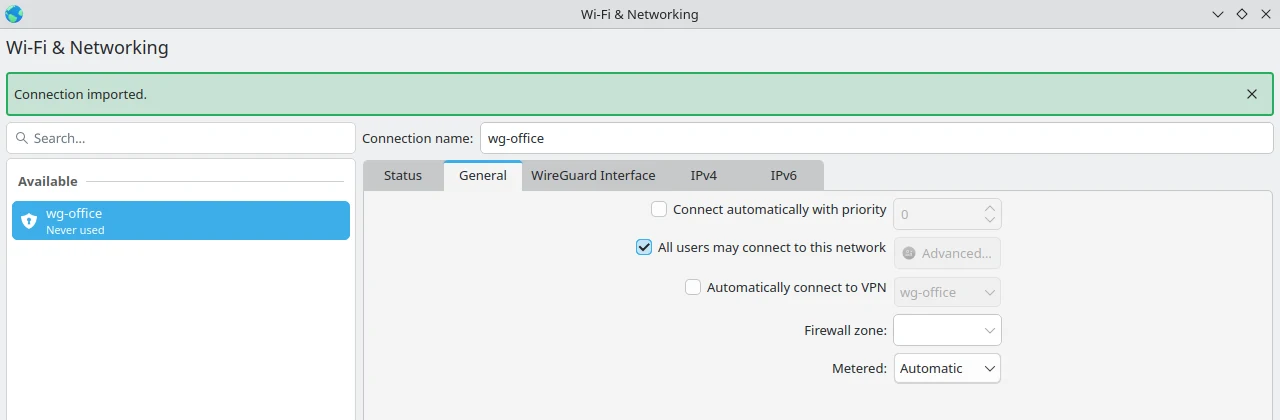 Wi-Fi & Networking
Wi-Fi & Networking
Connection imported.
Search...
Connection name: wg-office
Available
wg-office
Never used
Status General WireGuard Interface IPv4 IPv6
Connect automatically with priority 0
All users may connect to this network Advanced...
Automatically connect to VPN wg-office
Firewall zone:
Metered: Automatic